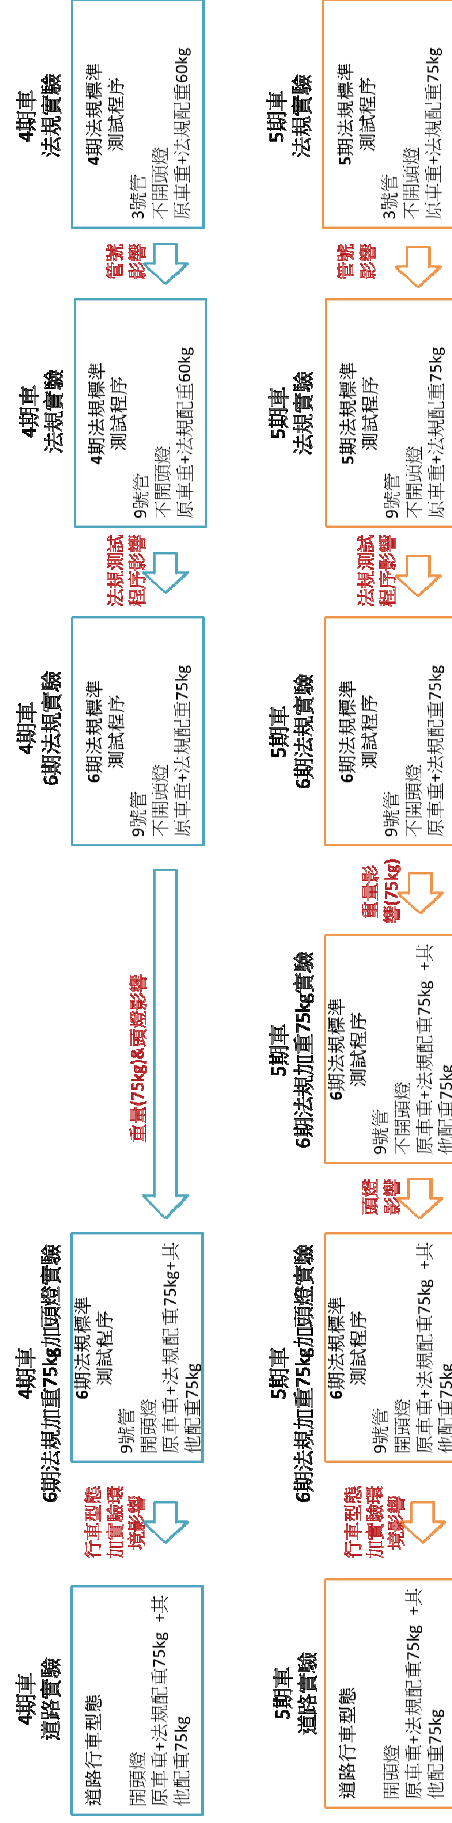 4期車
道路實驗
道路行車型態
開頭燈
原車重+法規配重75kg +其
他配重75kg
行車型態
加實驗環
境影響
4期車
6期法規加重75kg加頭燈實驗
6期法規標準
測試程序
9號管
開頭燈
原車重+法規配重75kg+其
他配重75kg
重量(75kg)&頭燈影響
4期車
6期法規實驗
6期法規標準
測試程序
9號管
不開頭燈
原車重+法規配重75kg
法規測試
程序影響
4期車
法規實驗
4期法規標準
測試程序
9號管
不開頭燈
原車重+法規配重60kg
管號
影響
4期車
法規實驗
4期法規標準
測試程序
3號管
不開頭燈
原車重+法規配重60kg
5期車
道路實驗
道路行車型態
開頭燈
原車重+法規配重75kg +其
他配重75kg
行車型態
加實驗環
境影響
5期車
6期法規加重75kg加頭燈實驗
6期法規標準
測試程序
9號管
開頭燈
原車重+法規配重75kg +其
他配重75kg
頭燈
影響
5期車
6期法規加重75kg實驗
6期法規標準
測試程序
9號管
不開頭燈
原車重+法規配重75kg +其
他配重75kg
重量影
響(75kg)
5期車
6期法規實驗
6期法規標準
測試程序
9號管
不開頭燈
原車重+法規配重75kg
法規測試
程序影響
5期車
法規實驗
5期法規標準
測試程序
9號管
不開頭燈
原車重+法規配重75kg
管號
影響
5期車
法規實驗
5期法規標準
測試程序
3號管
不開頭燈
原車重+法規配重75kg